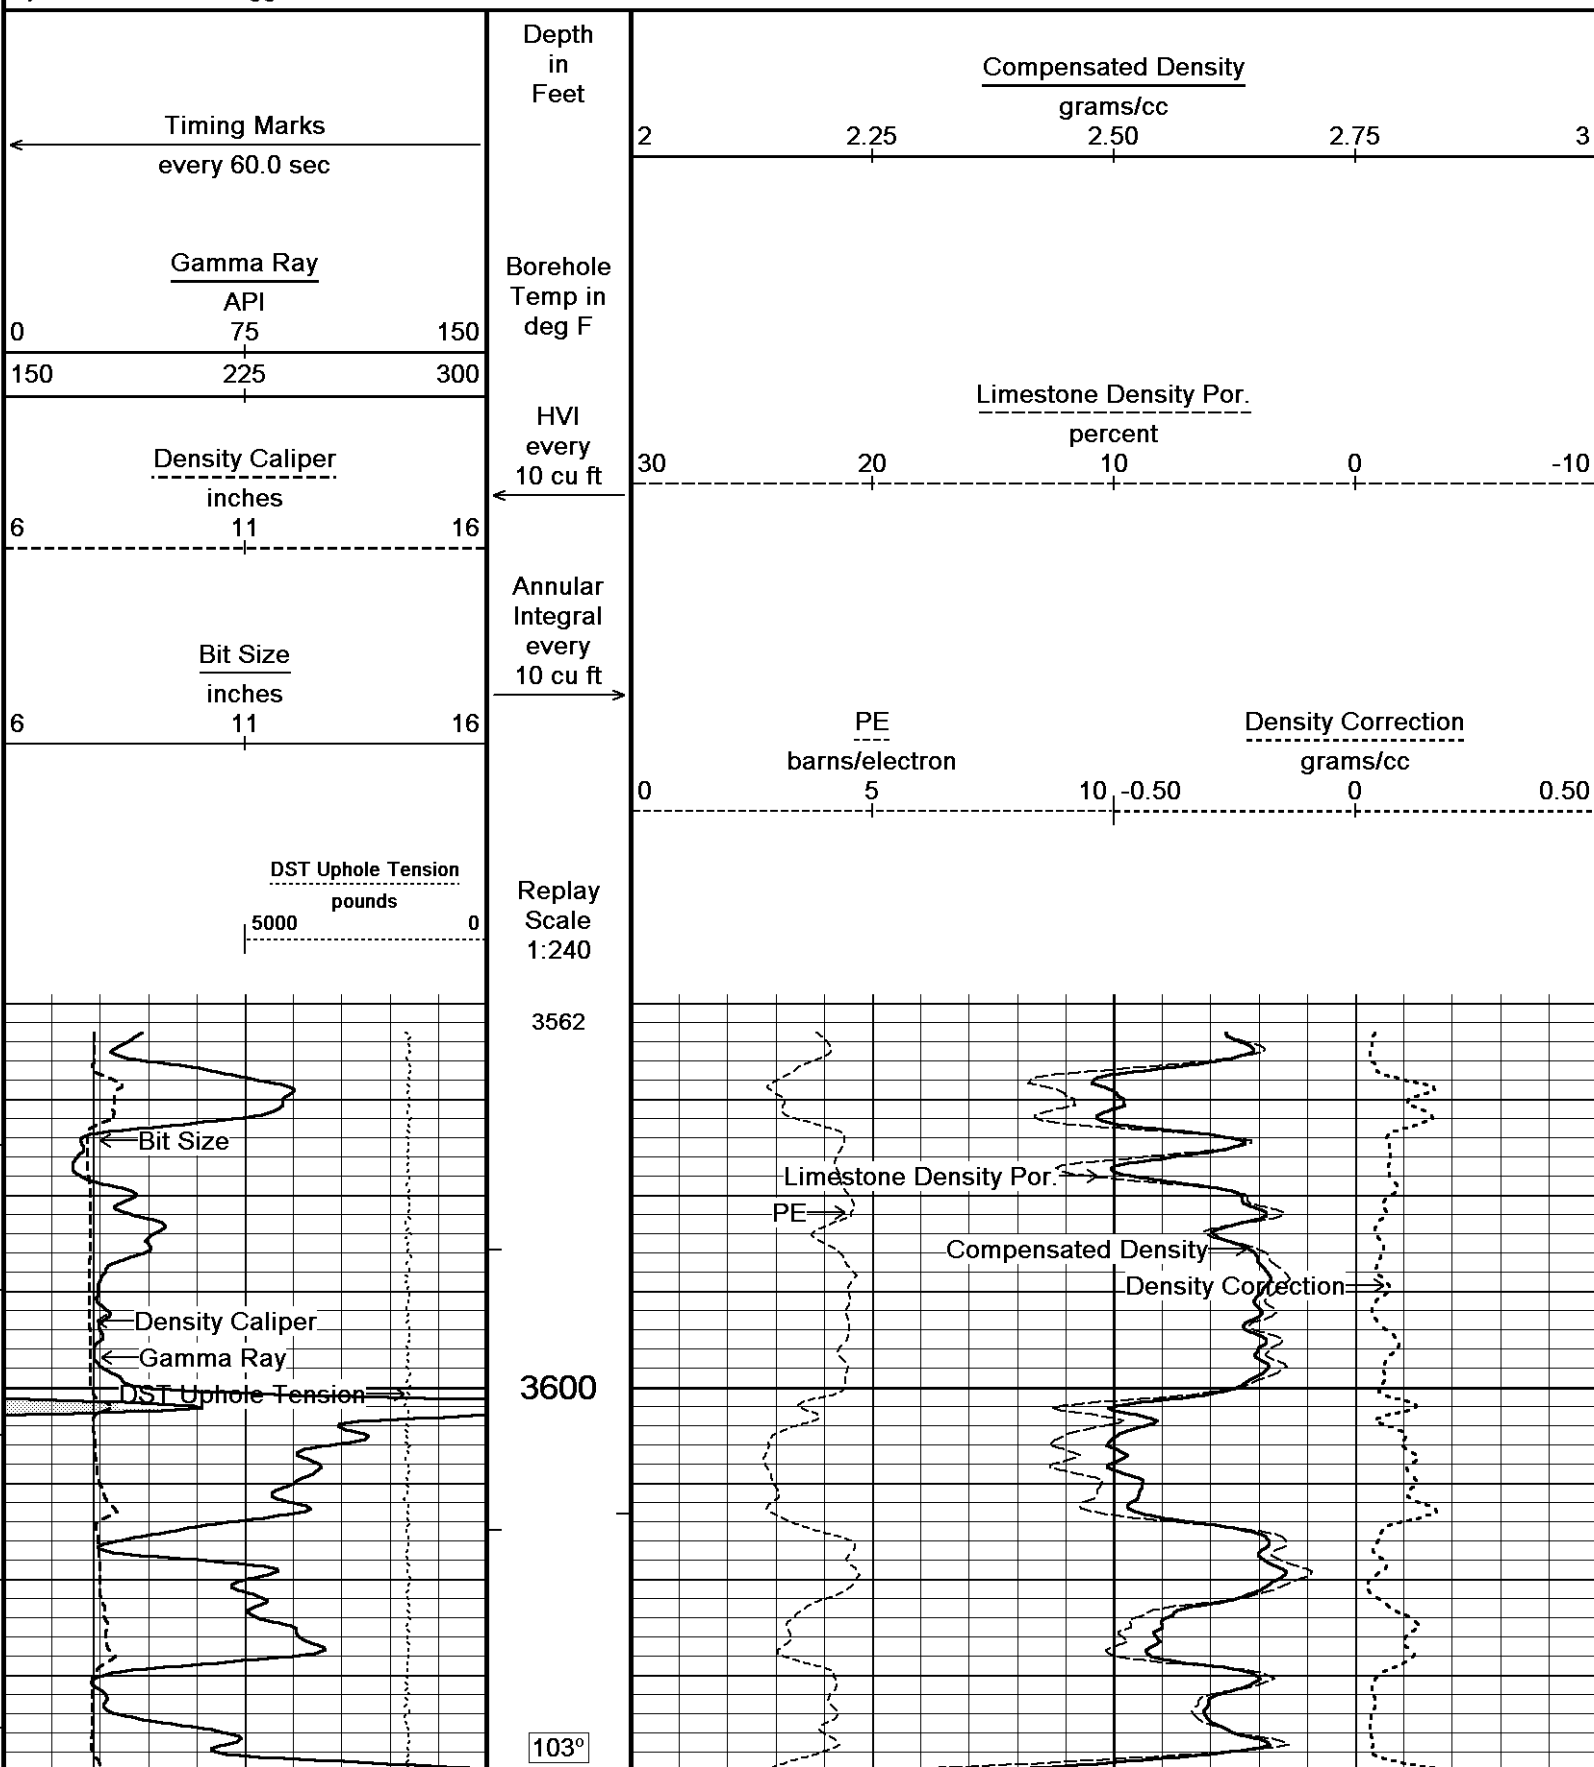 Timing Marks
every 60.0 sec
Gamma Ray
API
0 75 150
150 225 300
Density Caliper
inches
6 11 16
Bit Size
inches
6 11 16
DST Uphole Tension
pounds
5000 0
Depth
in
Feet
Borehole
Temp in
deg F
HVI
every
10 cu ft
Annular
Integral
every
10 cu ft
Replay
Scale
1:240
Compensated Density
grams/cc
2 2.25 2.50 2.75 3
Limestone Density Por.
percent
30 20 10 0 -10
PE
barns/electron
0 5 10
Density Correction
grams/cc
-0.50 0 0.50
3562
Bit Size
Limestone Density Por.
PE
Compensated Density
Density Correction
Density Caliper
Gamma Ray
DST Uphole Tension
3600
103º